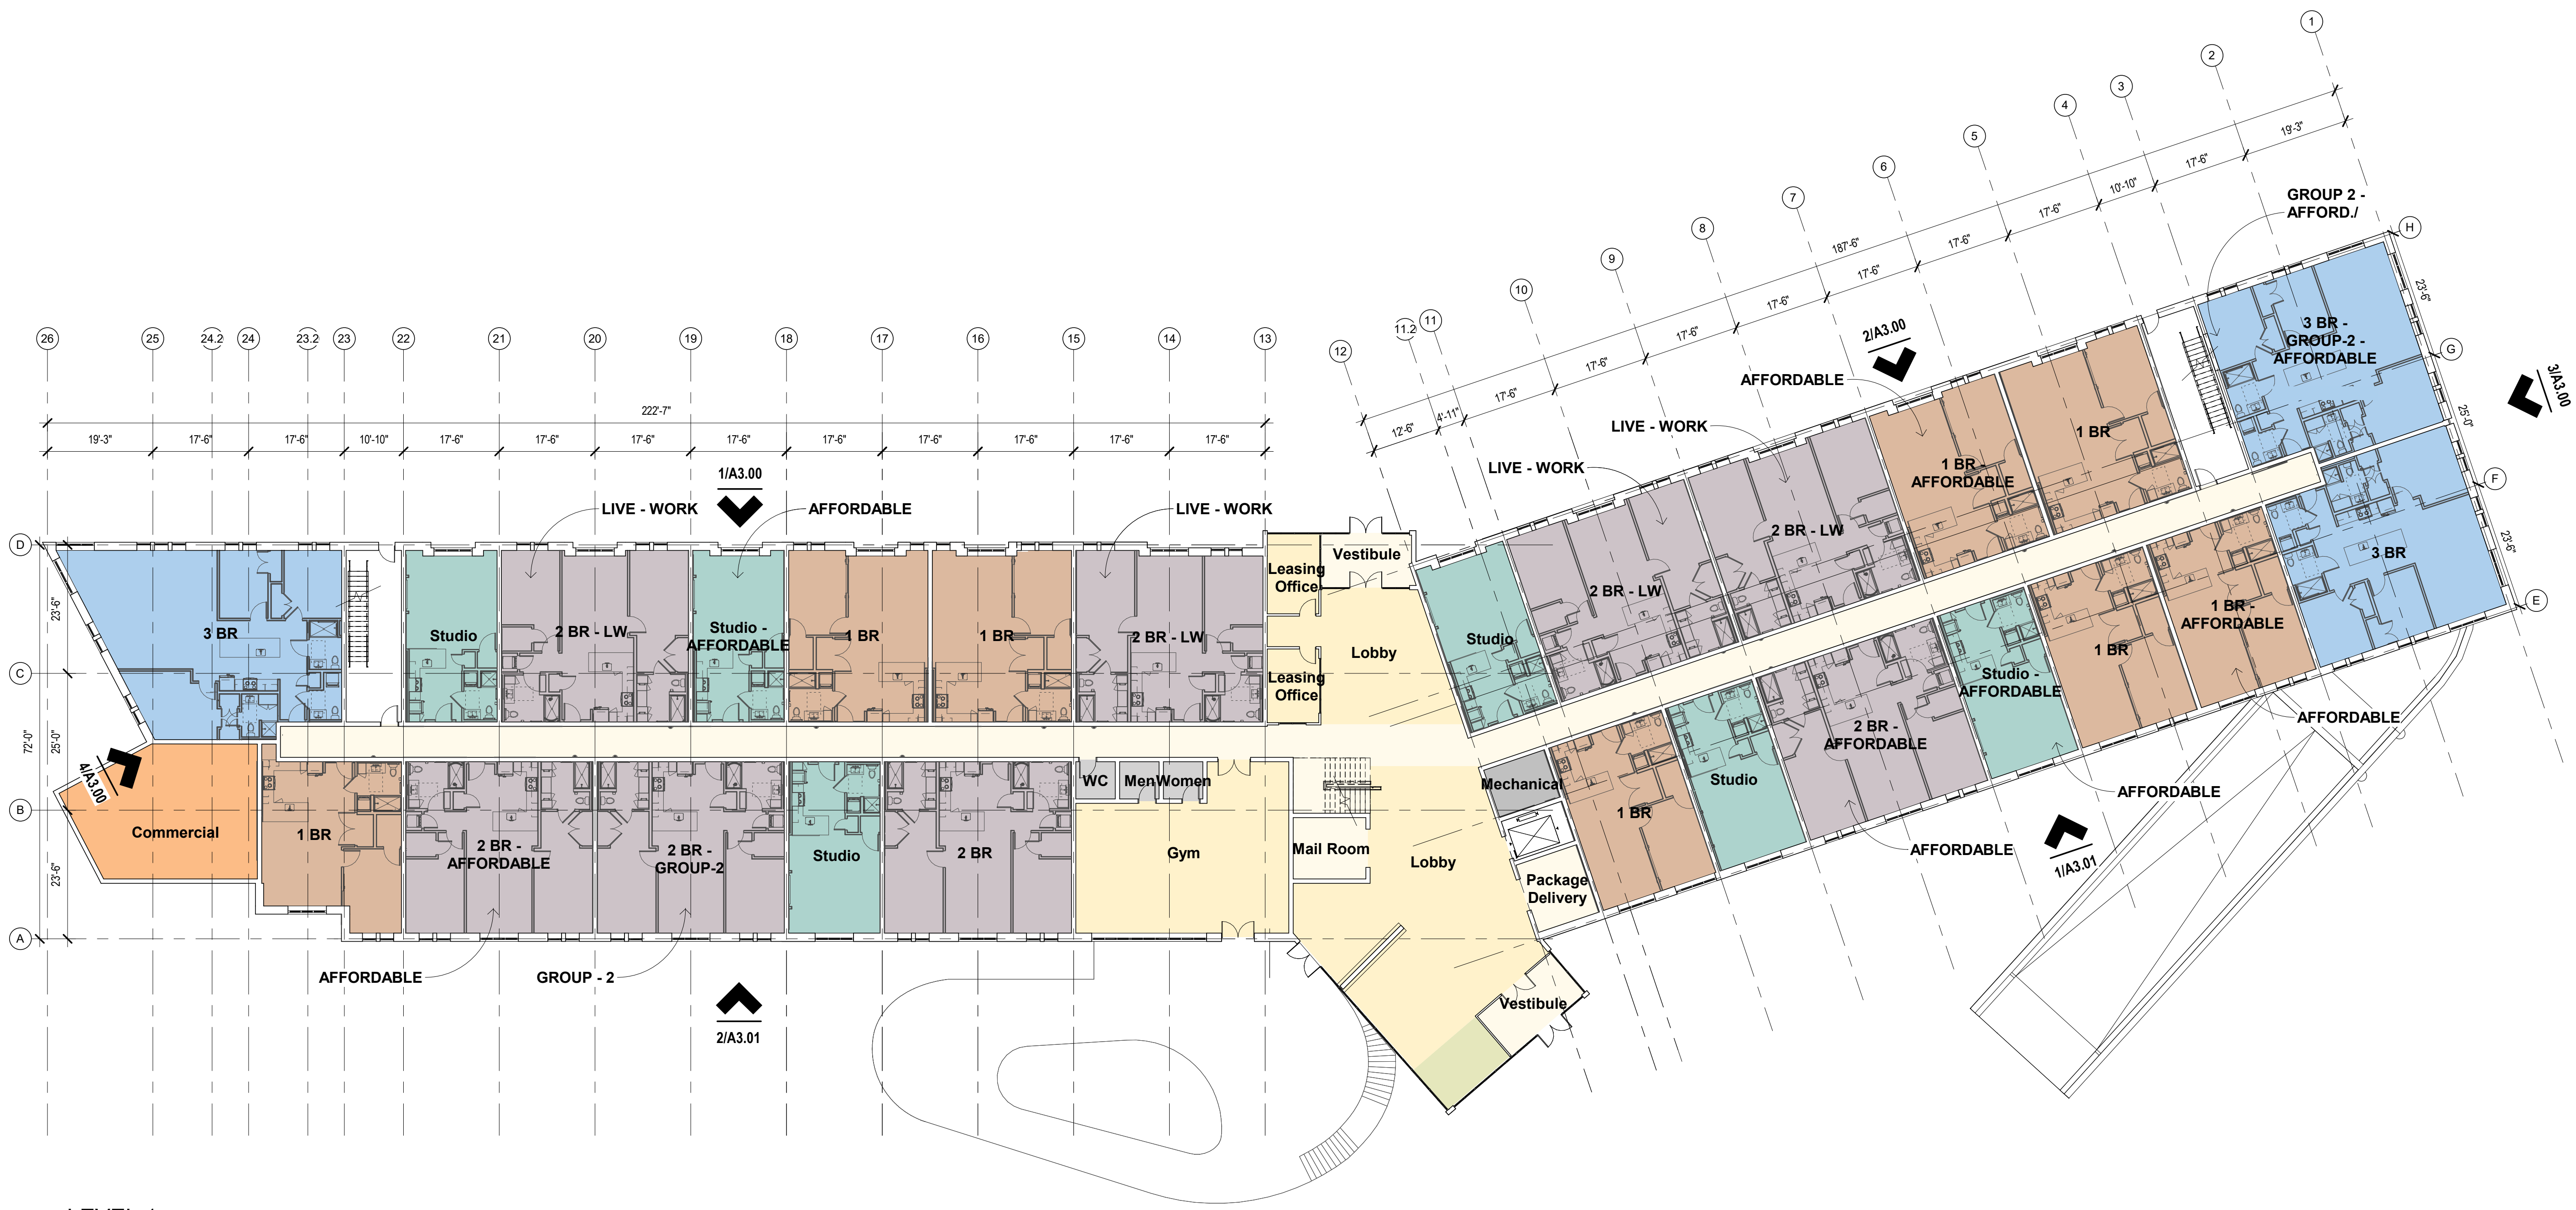 1
2
3
4
5
6
7
8
9
10
11
11.2
12
19'-3"
17'-6"
10'-10"
17'-6"
17'-6"
17'-6"
17'-6"
17'-6"
17'-6"
17'-6"
4'-11"
12'-6"
187'-6"
GROUP 2 -
AFFORD./
H
G
F
E
23'-6"
25'-0"
23'-6"
2/A3.00
3/A3.00
26
25
24.2
24
23.2
23
22
21
20
19
18
17
16
15
14
13
222'-7"
19'-3"
17'-6"
17'-6"
10'-10"
17'-6"
17'-6"
17'-6"
17'-6"
17'-6"
17'-6"
17'-6"
17'-6"
17'-6"
1/A3.00
LIVE - WORK
AFFORDABLE
LIVE - WORK
LIVE - WORK
LIVE - WORK
AFFORDABLE
D
C
B
A
23'-6"
25'-0"
72'-0"
23'-6"
3 BR
Studio
2 BR - LW
Studio -
AFFORDABLE
1 BR
1 BR
2 BR - LW
Leasing
Office
Vestibule
Leasing
Office
Lobby
Studio
2 BR - LW
2 BR - LW
1 BR -
AFFORDABLE
1 BR
3 BR -
GROUP-2 -
AFFORDABLE
3 BR
1 BR -
AFFORDABLE
1 BR
Studio -
AFFORDABLE
2 BR -
AFFORDABLE
Studio
1 BR
Mechanical
Package
Delivery
4/A3.00
Commercial
1 BR
2 BR -
AFFORDABLE
2 BR -
GROUP-2
Studio
2 BR
WC
Men
Women
Gym
Mail Room
Lobby
Vestibule
AFFORDABLE
AFFORDABLE
AFFORDABLE
1/A3.01
AFFORDABLE
GROUP - 2
2/A3.01